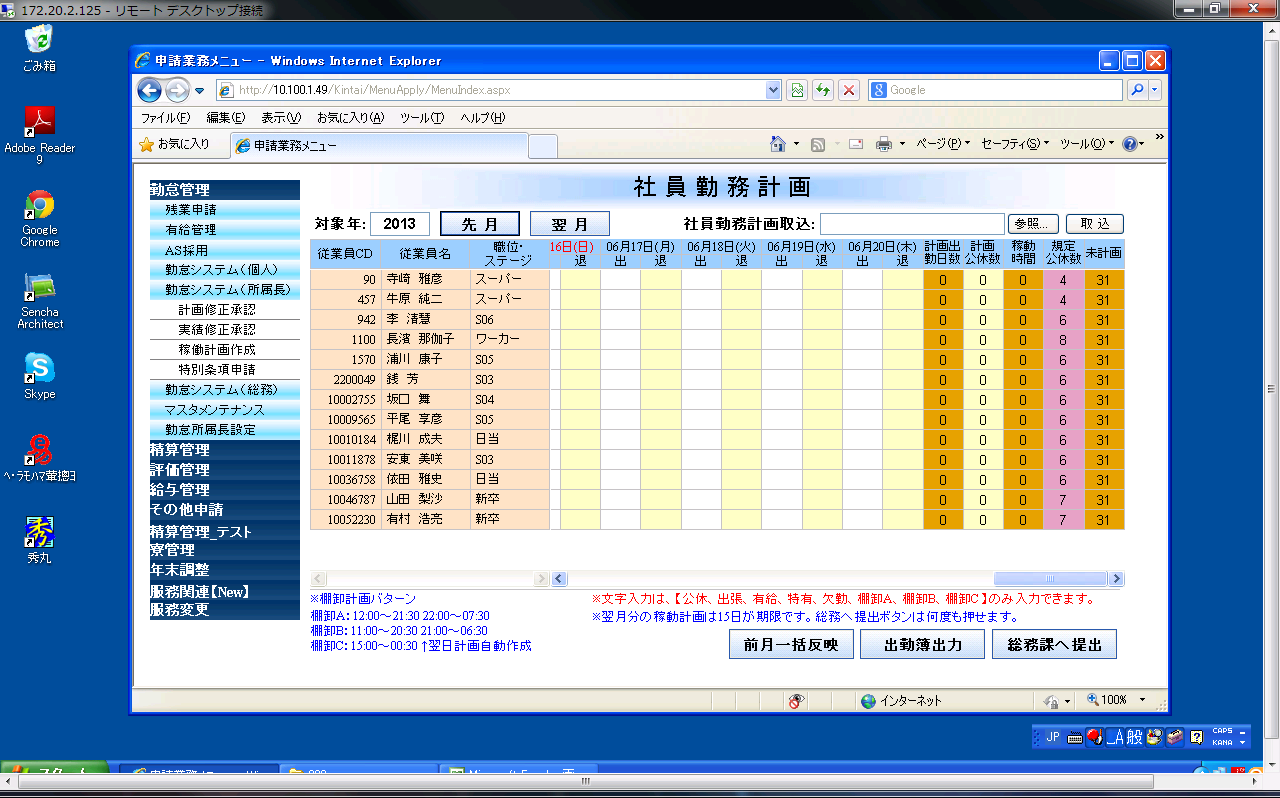 172.20.2.125 - リモート デスクトップ接続
ごみ箱
Adobe Reader 9
Google Chrome
Sencha Architect
Skype
秀丸
申請業務メニュー - Windows Internet Explorer
http://10.100.1.49/Kintai/MenuApply/MenuIndex.aspx
Google
ファイル(F) 編集(E) 表示(V) お気に入り(A) ツール(T) ヘルプ(H)
お気に入り 申請業務メニュー ページ(P) セーフティ(S) ツール(O)
勤怠管理
残業申請
有給管理
AS採用
勤怠システム(個人)
勤怠システム(所属長)
計画修正承認
実績修正承認
稼働計画作成
特別条項申請
勤怠システム(総務)
マスタメンテナンス
勤怠所属長設定
精算管理
評価管理
給与管理
その他申請
精算管理_テスト
寮管理
年末調整
服務関連【New】
服務変更
社員勤務計画
対象年: 2013 先月 翌月 社員勤務計画取込: 参照... 取込
従業員CD 従業員名 職位・ステージ 16日(日) 06月17日(月) 06月18日(火) 06月19日(水) 06月20日(木) 計画出勤日数 計画公休数 稼動時間 規定公休数 未計画
退 出 退 出 退 出 退 出 退
90 寺崎 雅彦 スーパー 0 0 0 4 31
457 牛原 純二 スーパー 0 0 0 4 31
942 李 清慧 S06 0 0 0 6 31
1100 長濱 那伽子 ワーカー 0 0 0 8 31
1570 浦川 康子 S05 0 0 0 6 31
2200049 銭 芳 S03 0 0 0 6 31
10002755 坂口 舞 S04 0 0 0 6 31
10009565 平尾 享彦 S05 0 0 0 6 31
10010184 梶川 成夫 日当 0 0 0 6 31
10011878 安東 美咲 S03 0 0 0 6 31
10036758 依田 雅史 日当 0 0 0 6 31
10046787 山田 梨沙 新卒 0 0 0 7 31
10052230 有村 浩亮 新卒 0 0 0 7 31
※棚卸計画パターン
棚卸A: 12:00～21:30 22:00～07:30
棚卸B: 11:00～20:30 21:00～06:30
棚卸C: 15:00～00:30 ↑翌日計画自動作成
※文字入力は、【公休、出張、有給、特有、欠勤、棚卸A、棚卸B、棚卸C】のみ入力できます。
※翌月分の稼動計画は15日が期限です。総務へ提出ボタンは何度も押せます。
前月一括反映 出勤簿出力 総務課へ提出
インターネット 100%
JP A 般 CAPS KANA